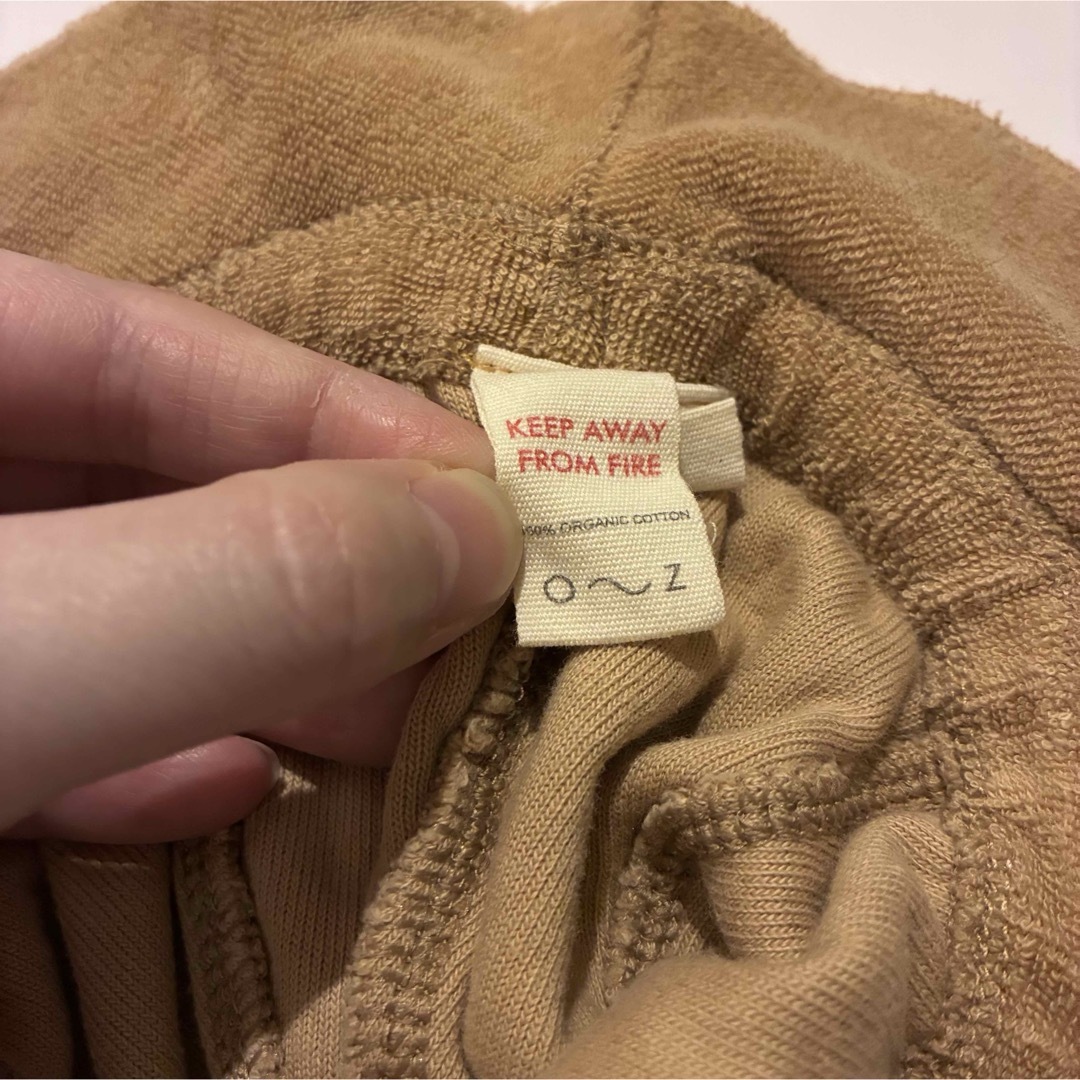 KEEP AWAY
FROM FIRE
100% ORGANIC COTTON
O~Z